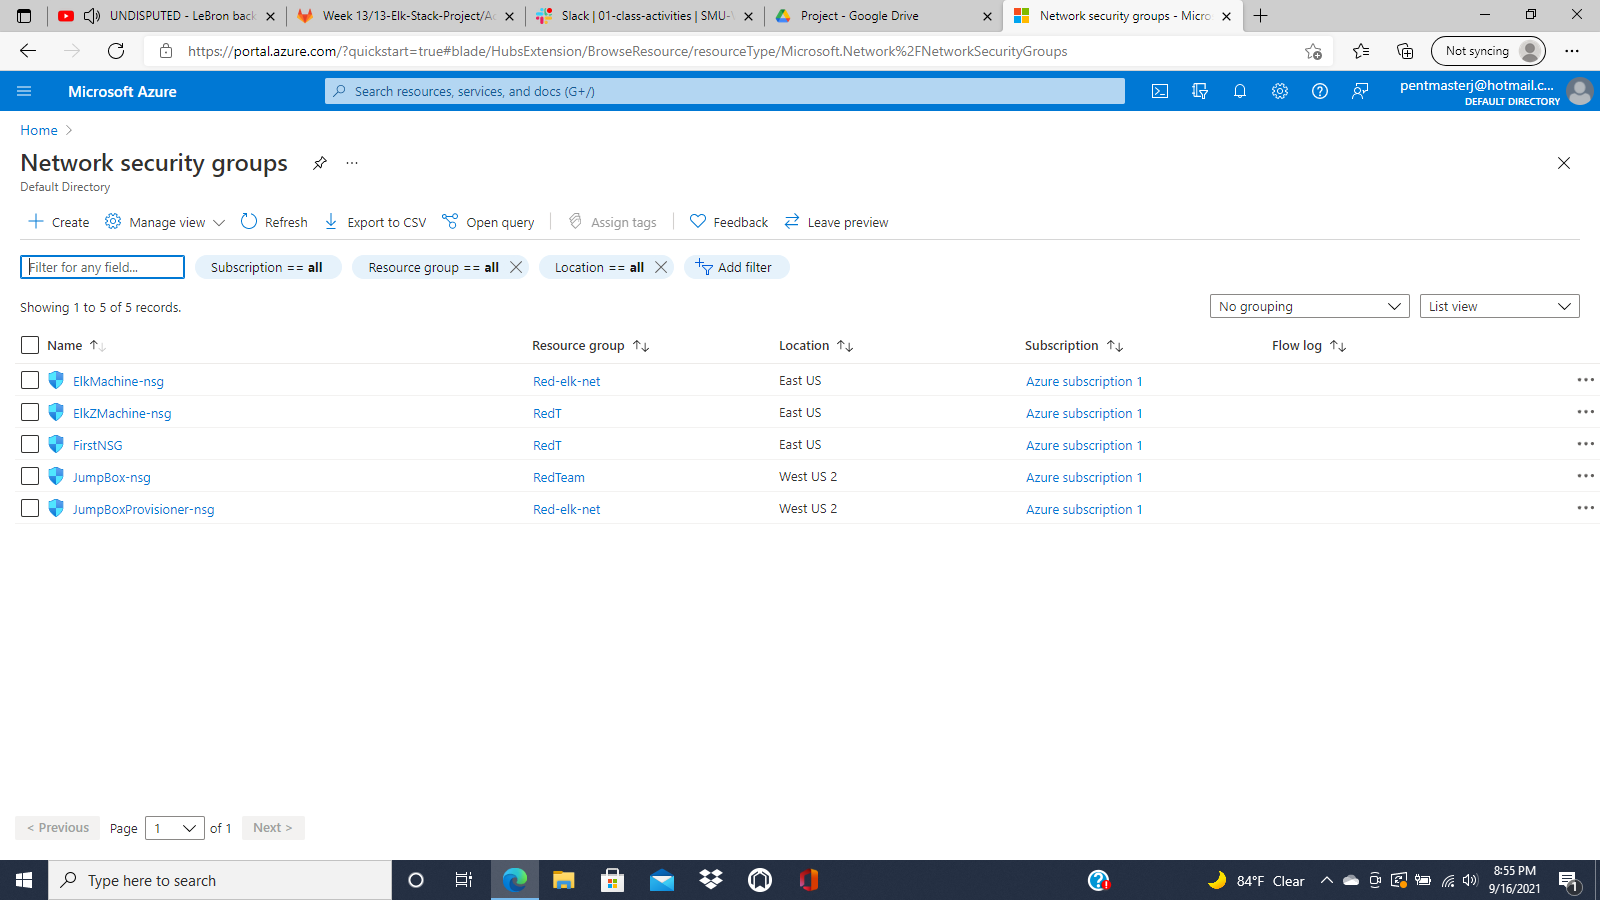 UNDISPUTED - LeBron back
Week 13/13-Elk-Stack-Project/Ac
Slack | 01-class-activities | SMU-V
Project - Google Drive
Network security groups - Micro
https://portal.azure.com/?quickstart=true#blade/HubsExtension/BrowseResource/resourceType/Microsoft.Network%2FNetworkSecurityGroups
Not syncing
Microsoft Azure
Search resources, services, and docs (G+/)
pentmasterj@hotmail.c...
DEFAULT DIRECTORY
Home
Network security groups
Default Directory
Create Manage view Refresh Export to CSV Open query Assign tags Feedback Leave preview
Filter for any field... Subscription == all Resource group == all Location == all Add filter
Showing 1 to 5 of 5 records. No grouping List view
Name Resource group Location Subscription Flow log
ElkMachine-nsg Red-elk-net East US Azure subscription 1
ElkZMachine-nsg RedT East US Azure subscription 1
FirstNSG RedT East US Azure subscription 1
JumpBox-nsg RedTeam West US 2 Azure subscription 1
JumpBoxProvisioner-nsg Red-elk-net West US 2 Azure subscription 1
< Previous Page 1 of 1 Next >
Type here to search
84°F Clear
8:55 PM
9/16/2021
1